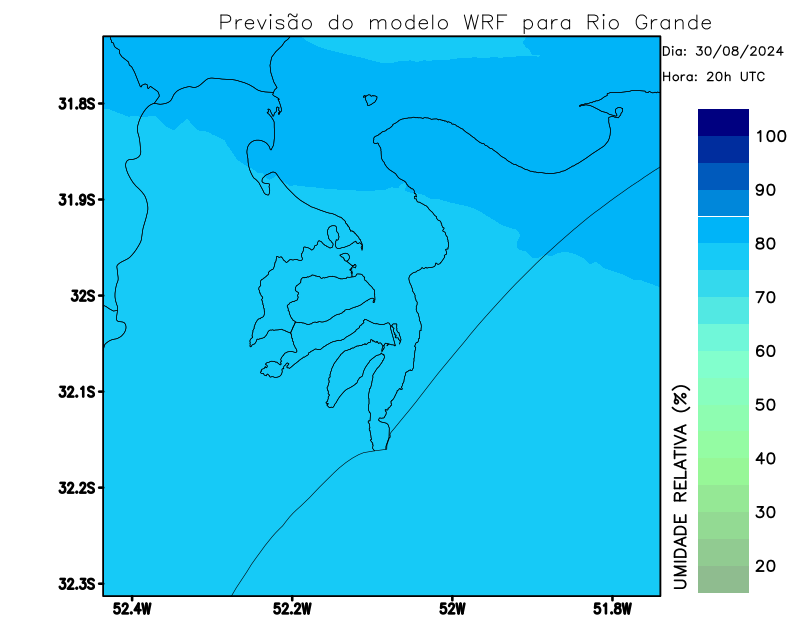 Previsão do modelo WRF para Rio Grande
Dia: 30/08/2024
Hora: 20h UTC
31.8S
31.9S
32S
32.1S
32.2S
32.3S
52.4W
52.2W
52W
51.8W
100
90
80
70
60
50
40
30
20
UMIDADE RELATIVA (%)